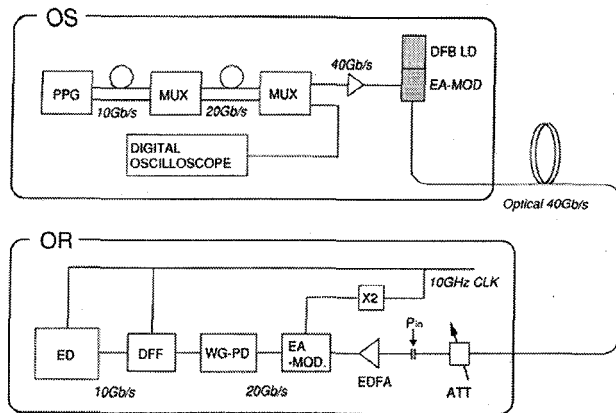 OS
40Gb/s
DFB LD
EA-MOD
PPG
MUX
MUX
10Gb/s
20Gb/s
DIGITAL
OSCILLOSCOPE
Optical 40Gb/s
OR
10GHz CLK
X2
Pin
ED
DFF
WG-PD
EA
-MOD.
EDFA
ATT
10Gb/s
20Gb/s